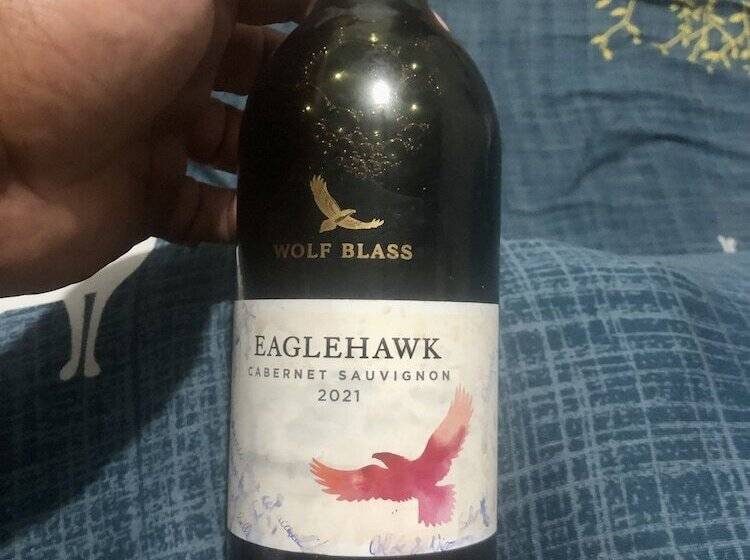 WOLF BLASS
EAGLEHAWK
CABERNET SAUVIGNON
2021